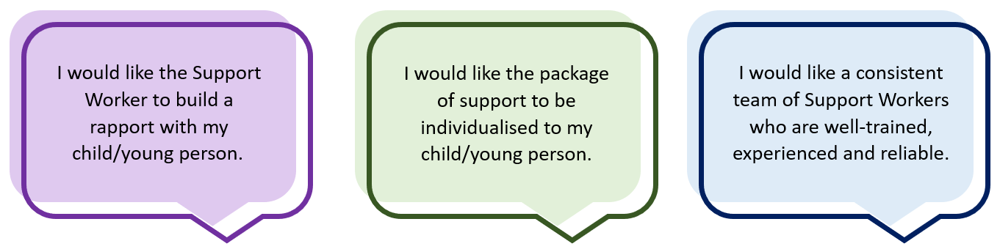 I would like the Support
Worker to build a
rapport with my
child/young person.
I would like the package
of support to be
individualised to my
child/young person.
I would like a consistent
team of Support Workers
who are well-trained,
experienced and reliable.